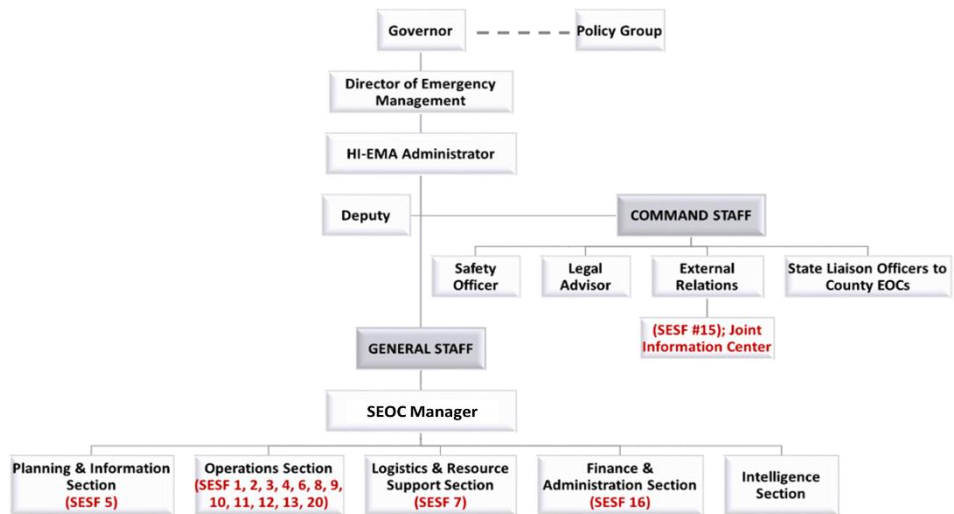 Governor
Policy Group
Director of Emergency
Management
HI-EMA Administrator
Deputy
COMMAND STAFF
Safety
Officer
Legal
Advisor
External
Relations
State Liaison Officers to
County EOCs
(SESF #15); Joint
Information Center
GENERAL STAFF
SEOC Manager
Planning & Information
Section
(SESF 5)
Operations Section
(SESF 1, 2, 3, 4, 6, 8, 9,
10, 11, 12, 13, 20)
Logistics & Resource
Support Section
(SESF 7)
Finance &
Administration Section
(SESF 16)
Intelligence
Section